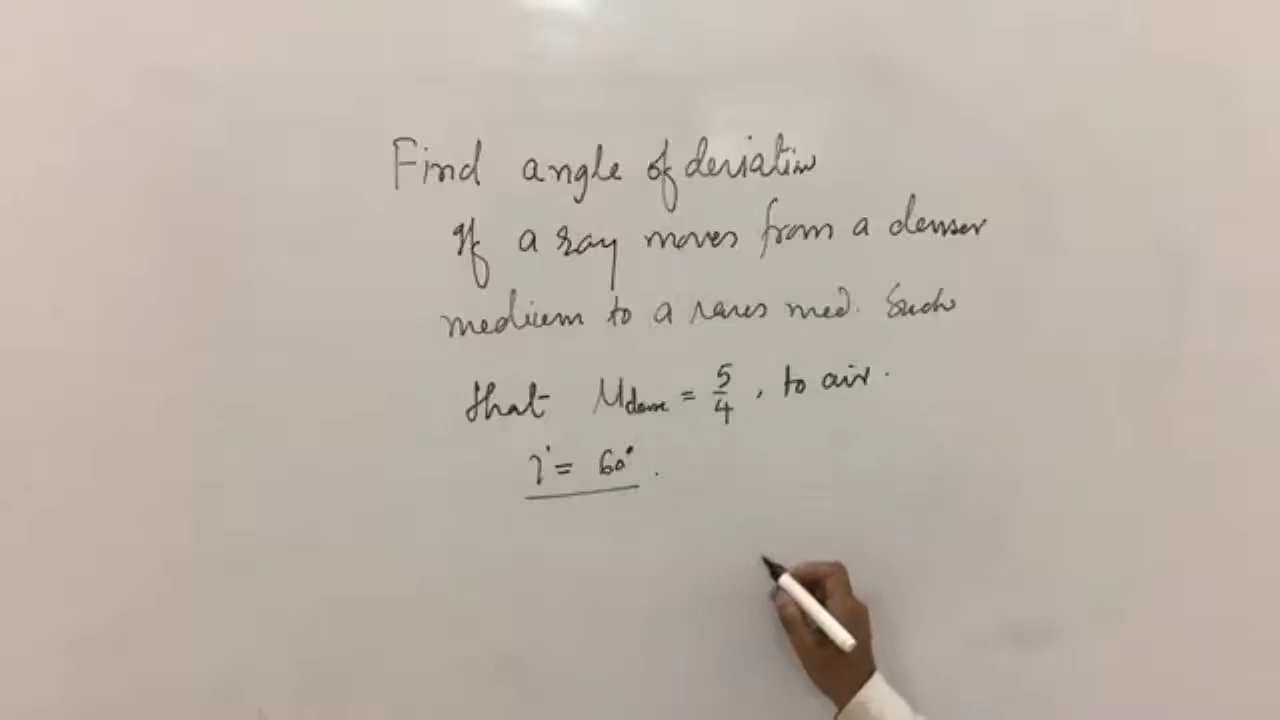 Find angle of deviation
If a ray moves from a denser
medium to a rarer med. Such
that μdense = 5/4, to air.
i = 60°.